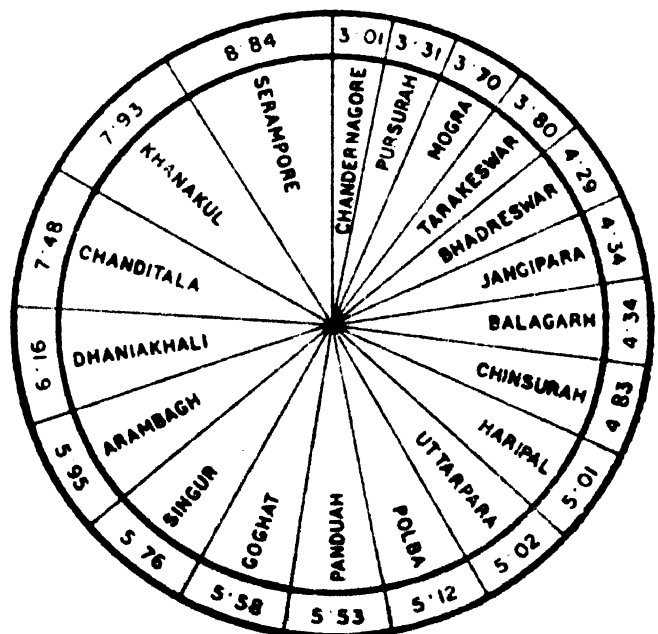 3·01
CHANDERNAGORE
3·31
PURSURAH
3·70
MOGRA
3·80
TARAKESWAR
4·29
BHADRESWAR
4·34
JANGIPARA
4·34
BALAGARH
4 83
CHINSURAH
5·01
HARIPAL
5·02
UTTARPARA
5·12
POLBA
5·53
PANDUAH
5·58
GOGHAT
5 76
SINGUR
5·95
ARAMBAGH
6·16
DHANIAKHALI
7·48
CHANDITALA
7·93
KHANAKUL
8·84
SERAMPORE